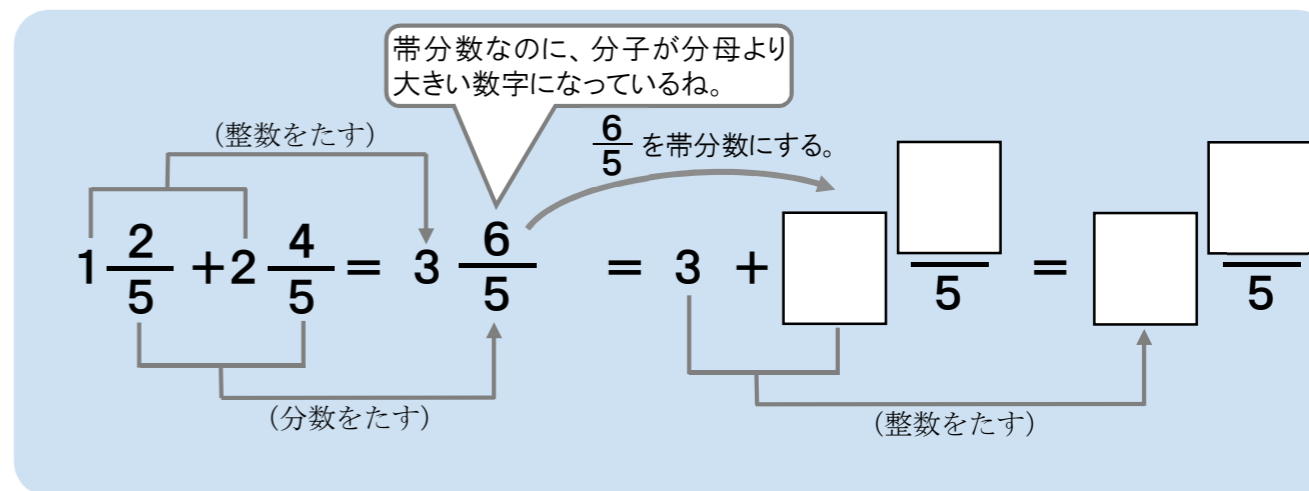 帯分数なのに、分子が分母より
大きい数字になっているね。
(整数をたす)
6/5 を帯分数にする。
1 2/5 + 2 4/5 = 3 6/5 = 3 + □ □/5 = □ □/5
(分数をたす)
(整数をたす)